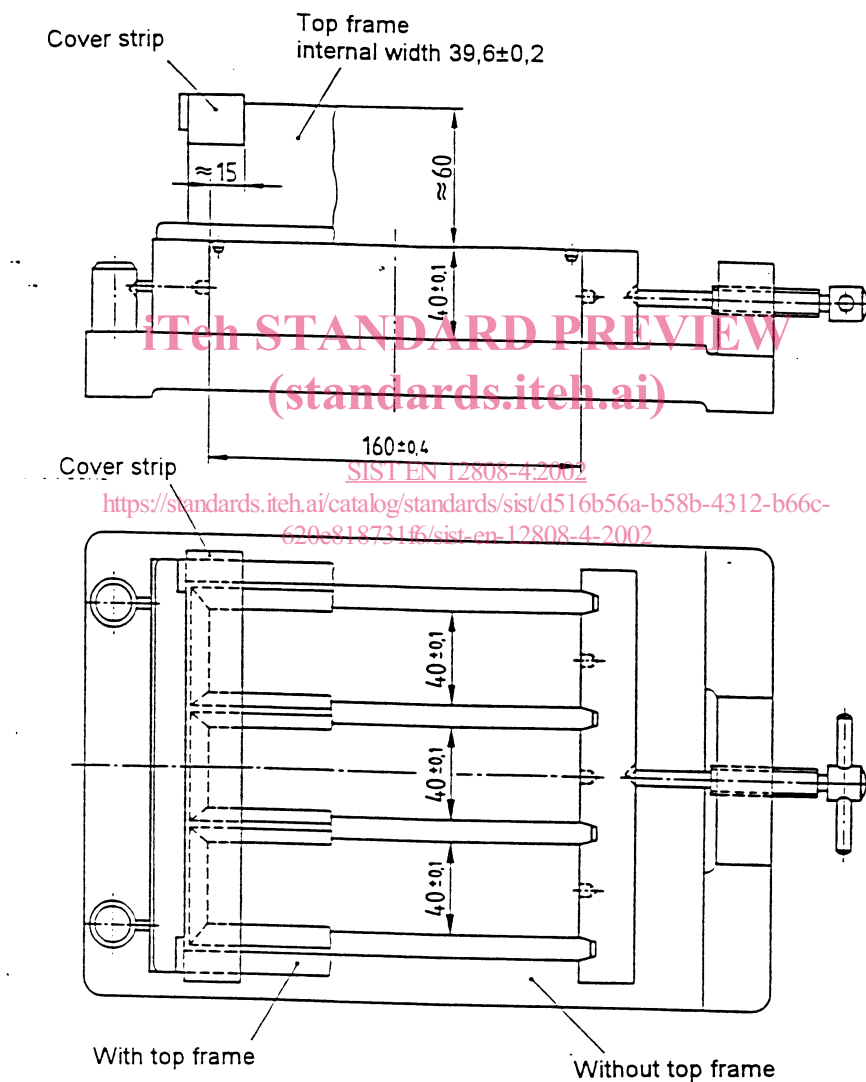 Cover strip
Top frame
internal width 39,6±0,2
≈15
≈60
40±0,1
iTeh STANDARD PREVIEW
(standards.iteh.ai)
160±0,4
Cover strip
SIST EN 12808-4:2002
https://standards.iteh.ai/catalog/standards/sist/d516b56a-b58b-4312-b66c-
620e818731f6/sist-en-12808-4-2002
40±0,1
40±0,1
40±0,1
With top frame
Without top frame